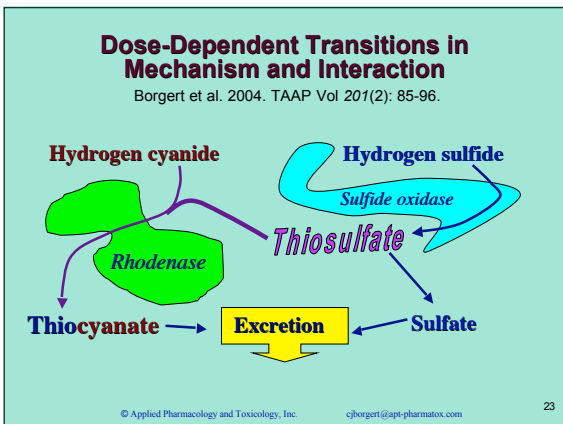 Dose-Dependent Transitions in
Mechanism and Interaction
Borgert et al. 2004. TAAP Vol 201(2): 85-96.
Hydrogen cyanide
Hydrogen sulfide
Sulfide oxidase
Thiosulfate
Rhodenase
Thiocyanate
Excretion
Sulfate
© Applied Pharmacology and Toxicology, Inc. cjborgert@apt-pharmatox.com
23